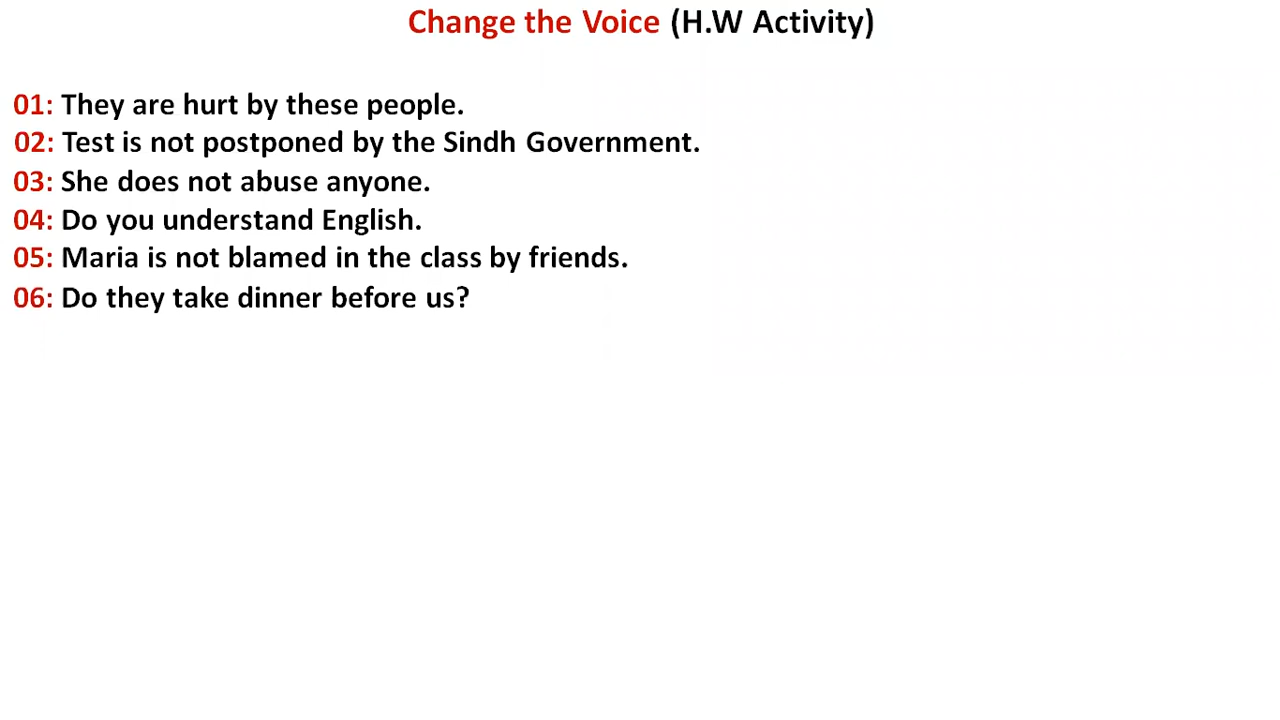 Change the Voice (H.W Activity)
01: They are hurt by these people.
02: Test is not postponed by the Sindh Government.
03: She does not abuse anyone.
04: Do you understand English.
05: Maria is not blamed in the class by friends.
06: Do they take dinner before us?